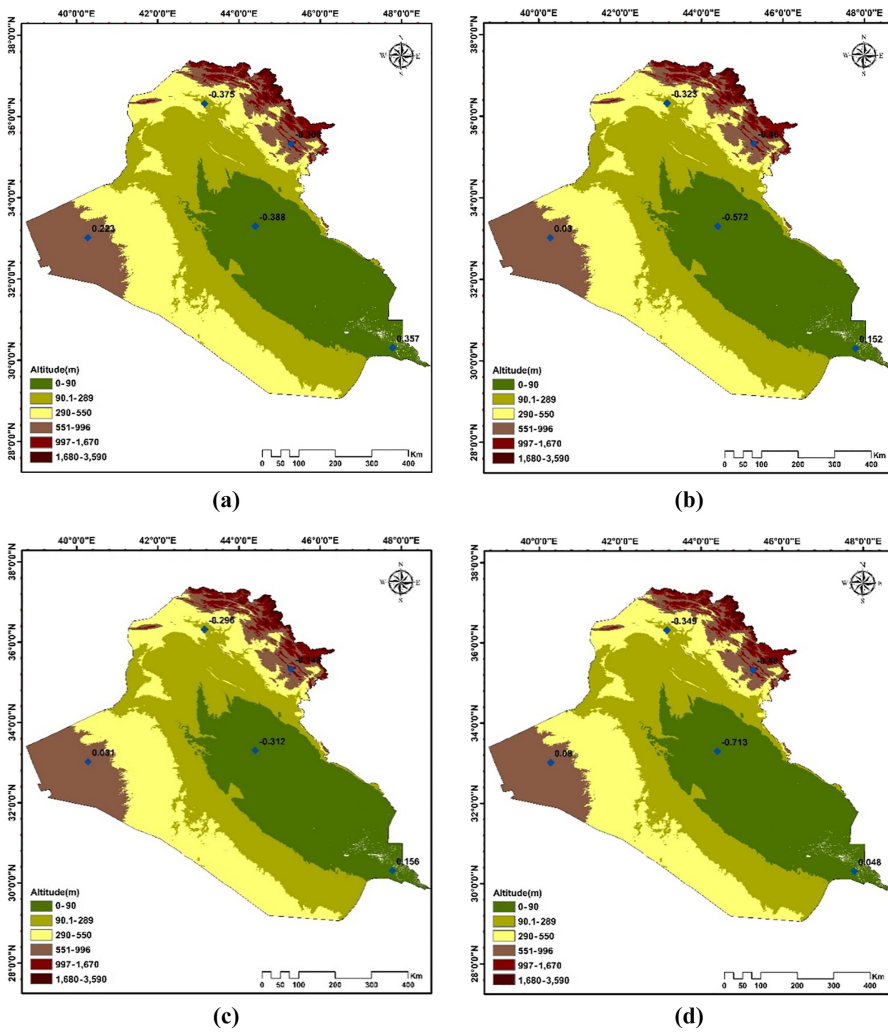 40°0'0"E 42°0'0"E 44°0'0"E 46°0'0"E 48°0'0"E
38°0'0"N
36°0'0"N
34°0'0"N
32°0'0"N
30°0'0"N
28°0'0"N
W E
S
-0.375
0.223
-0.388
0.357
Altitude(m)
0-90
90.1-289
290-550
551-996
997-1,670
1,680-3,590
Km
0 50 100 200 300 400
(a)
40°0'0"E 42°0'0"E 44°0'0"E 46°0'0"E 48°0'0"E
38°0'0"N
36°0'0"N
34°0'0"N
32°0'0"N
30°0'0"N
28°0'0"N
N
W E
S
-0.323
-0.46
0.03
-0.572
0.152
Altitude(m)
0-90
90.1-289
290-550
551-996
997-1,670
1,680-3,590
Km
0 50 100 200 300 400
(b)
40°0'0"E 42°0'0"E 44°0'0"E 46°0'0"E 48°0'0"E
38°0'0"N
36°0'0"N
34°0'0"N
32°0'0"N
30°0'0"N
28°0'0"N
N
W E
S
-0.296
0.031
-0.312
0.156
Altitude(m)
0-90
90.1-289
290-550
551-996
997-1,670
1,680-3,590
Km
0 50 100 200 300 400
(c)
40°0'0"E 42°0'0"E 44°0'0"E 46°0'0"E 48°0'0"E
38°0'0"N
36°0'0"N
34°0'0"N
32°0'0"N
30°0'0"N
28°0'0"N
-0.349
0.08
-0.713
0.048
Altitude(m)
0-90
90.1-289
290-550
551-996
997-1,670
1,680-3,590
Km
0 50 100 200 300 400
(d)